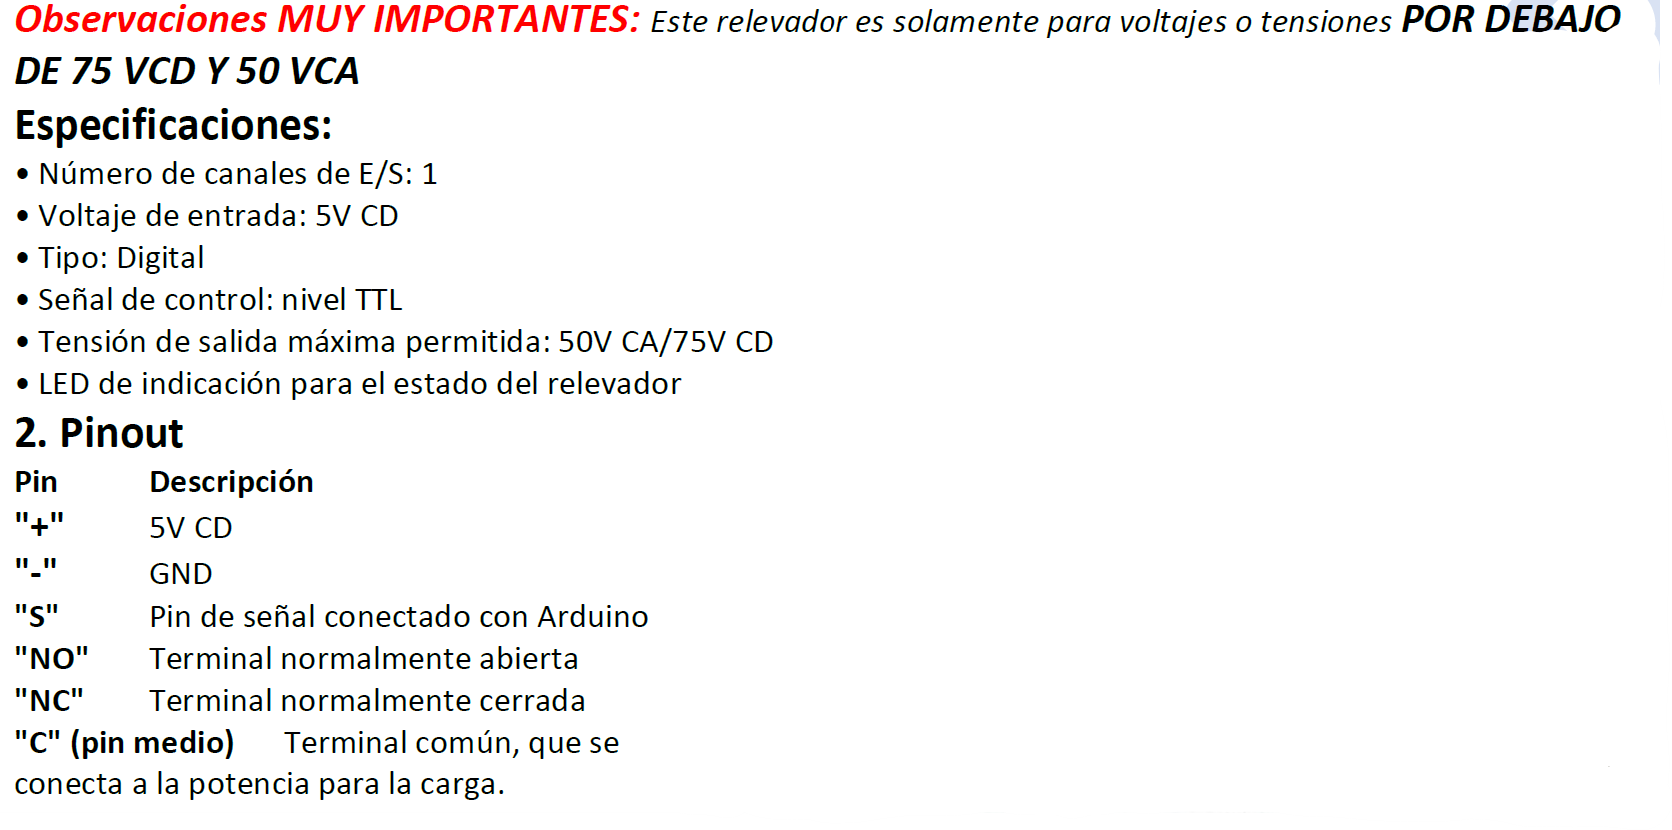 Observaciones MUY IMPORTANTES: Este relevador es solamente para voltajes o tensiones POR DEBAJO
DE 75 VCD Y 50 VCA
Especificaciones:
• Número de canales de E/S: 1
• Voltaje de entrada: 5V CD
• Tipo: Digital
• Señal de control: nivel TTL
• Tensión de salida máxima permitida: 50V CA/75V CD
• LED de indicación para el estado del relevador
2. Pinout
Pin Descripción
"+" 5V CD
"-" GND
"S" Pin de señal conectado con Arduino
"NO" Terminal normalmente abierta
"NC" Terminal normalmente cerrada
"C" (pin medio) Terminal común, que se
conecta a la potencia para la carga.